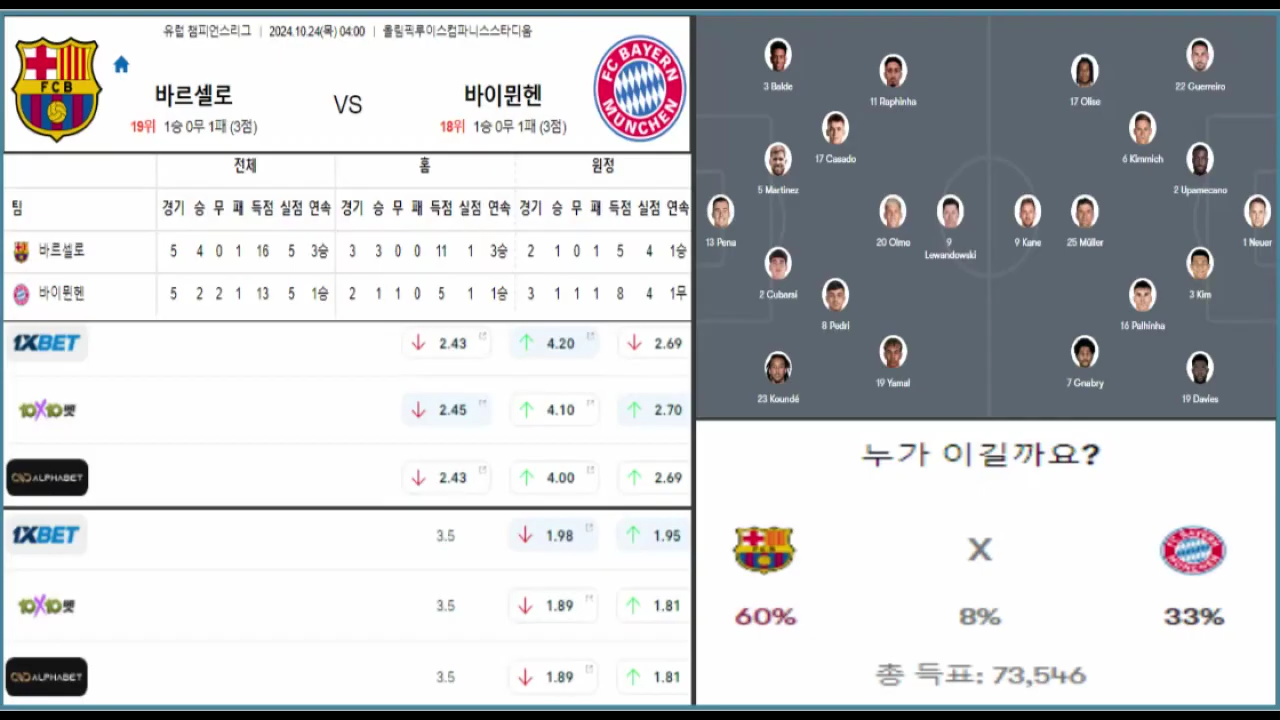 유럽 챔피언스리그 | 2024.10.24(목) 04:00 | 올림픽루이스컴파니스스타디움
FCB
바르셀로
VS
바이뮌헨
FC BAYERN
MÜNCHEN
19위 1승 0무 1패 (3점)
18위 1승 0무 1패 (3점)
전체 홈 원정
팀 경기 승 무 패 득점 실점 연속 경기 승 무 패 득점 실점 연속 경기 승 무 패 득점 실점 연속
바르셀로 5 4 0 1 16 5 3승 3 3 0 0 11 1 3승 2 1 0 1 5 4 1승
바이뮌헨 5 2 2 1 13 5 1승 2 1 1 0 5 1 1승 3 1 1 1 8 4 1무
1XBET ↓ 2.43 ↑ 4.20 ↓ 2.69
10X10벳 ↓ 2.45 ↑ 4.10 ↑ 2.70
ALPHABET ↓ 2.43 ↑ 4.00 ↑ 2.69
1XBET 3.5 ↓ 1.98 ↑ 1.95
10X10벳 3.5 ↓ 1.89 ↑ 1.81
ALPHABET 3.5 ↓ 1.89 ↑ 1.81
3 Balde
11 Raphinha
17 Olise
22 Guerreiro
17 Casado
6 Kimmich
5 Martinez
2 Upamecano
13 Pena
20 Olmo
9
Lewandowski
9 Kane
25 Müller
1 Neuer
2 Cubarsi
3 Kim
8 Pedri
16 Palhinha
19 Yamal
7 Gnabry
23 Koundé
19 Davies
누가 이길까요?
X
60% 8% 33%
총 득표: 73,546